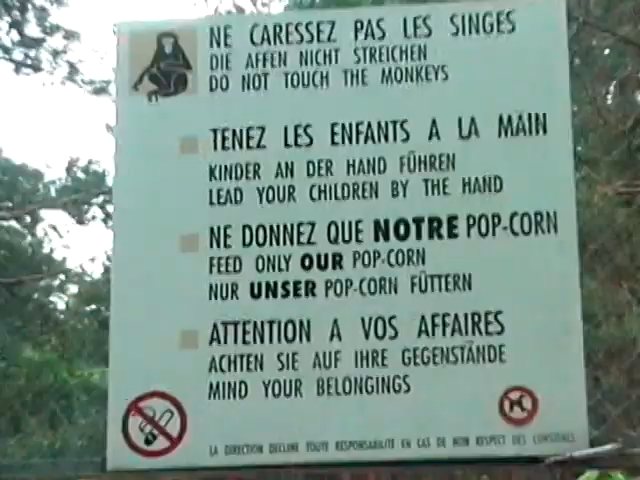 NE CARESSEZ PAS LES SINGES
DIE AFFEN NICHT STREICHEN
DO NOT TOUCH THE MONKEYS
TENEZ LES ENFANTS A LA MAIN
KINDER AN DER HAND FÜHREN
LEAD YOUR CHILDREN BY THE HAND
NE DONNEZ QUE NOTRE POP-CORN
FEED ONLY OUR POP-CORN
NUR UNSER POP-CORN FÜTTERN
ATTENTION A VOS AFFAIRES
ACHTEN SIE AUF IHRE GEGENSTÄNDE
MIND YOUR BELONGINGS
LA DIRECTION DECLINE TOUTE RESPONSABILITE EN CAS DE NON RESPECT DES CONSIGNES